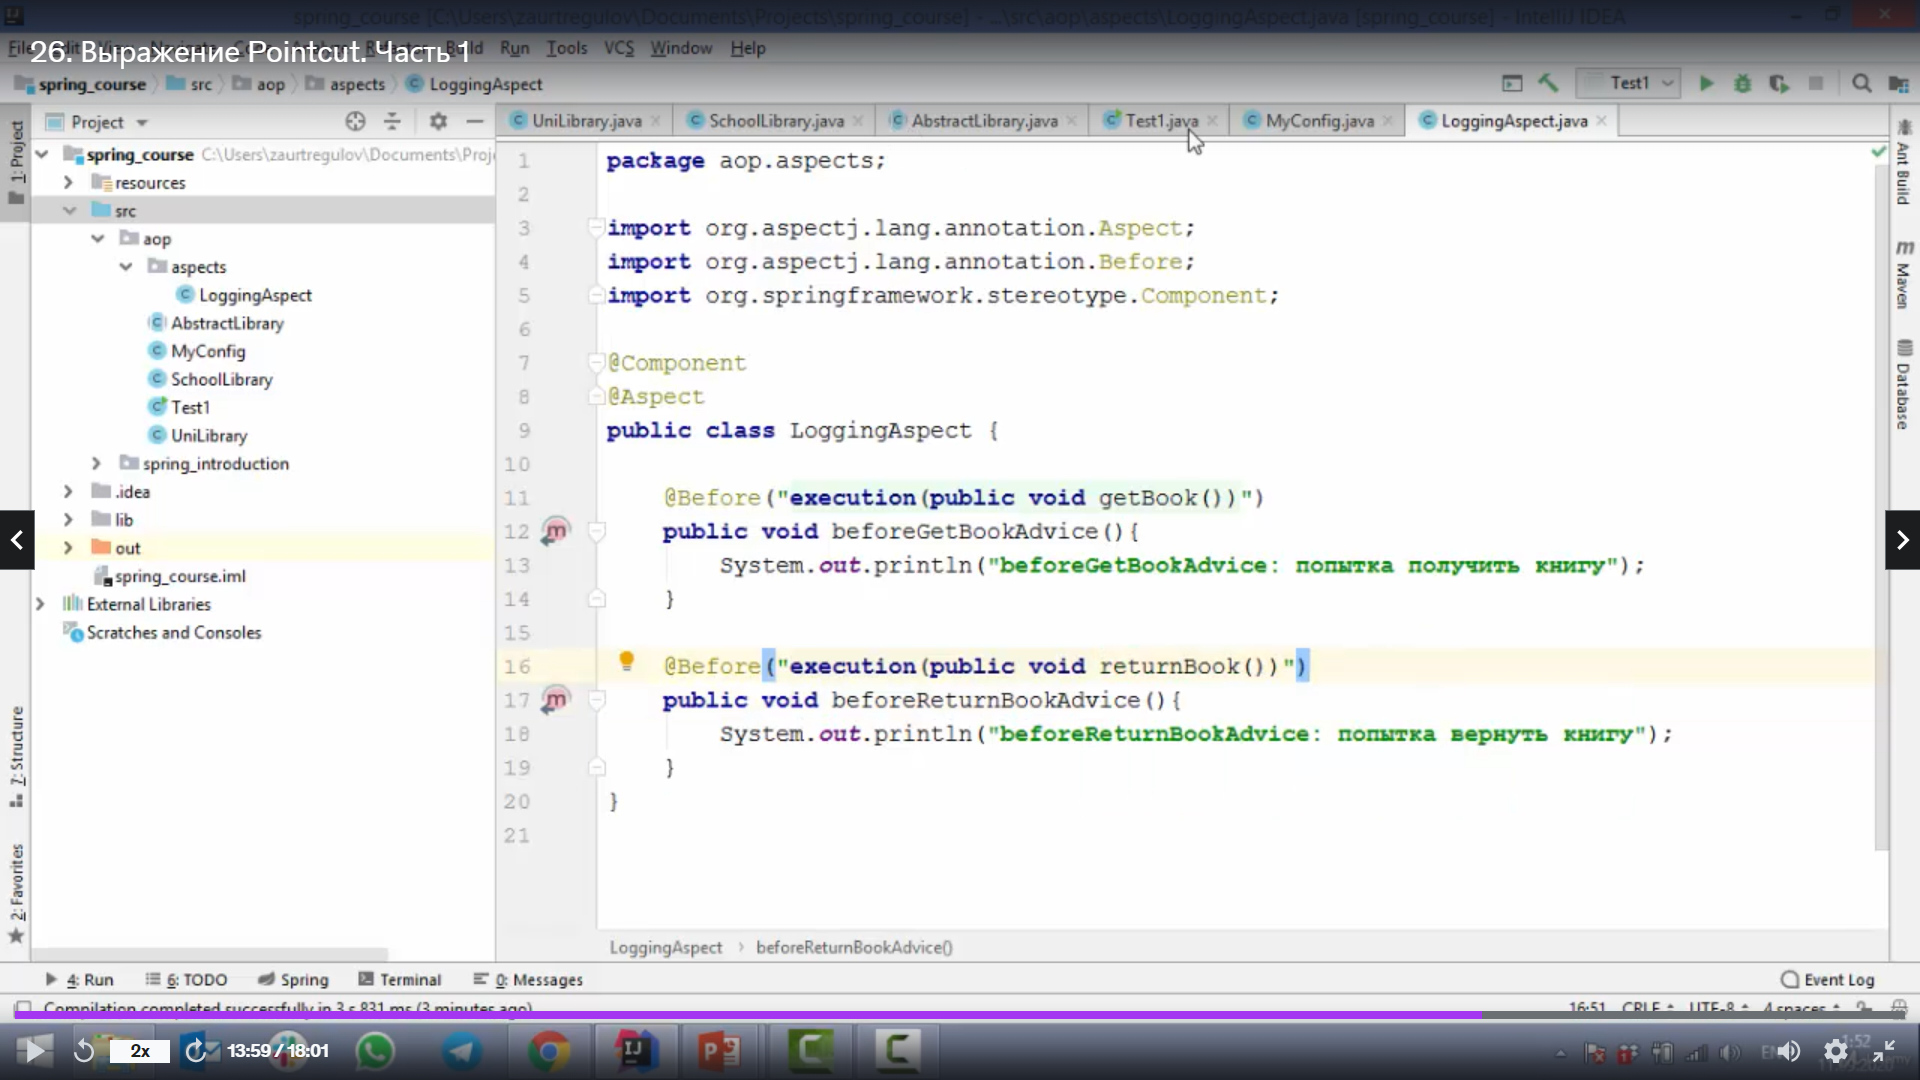 spring_course [C:\Users\zaurtregulov\Documents\Projects\spring_course] - ...\src\aop\aspects\LoggingAspect.java [spring_course] - IntelliJ IDEA
26. Выражение Pointcut. Часть 1
Run Tools VCS Window Help
spring_course src aop aspects LoggingAspect
Test1
Project
UniLibrary.java SchoolLibrary.java AbstractLibrary.java Test1.java MyConfig.java LoggingAspect.java
spring_course C:\Users\zaurtregulov\Documents\Proj
resources
src
aop
aspects
LoggingAspect
AbstractLibrary
MyConfig
SchoolLibrary
Test1
UniLibrary
spring_introduction
.idea
lib
out
spring_course.iml
External Libraries
Scratches and Consoles
1: Project
7: Structure
2: Favorites
1 package aop.aspects;
2
3 import org.aspectj.lang.annotation.Aspect;
4 import org.aspectj.lang.annotation.Before;
5 import org.springframework.stereotype.Component;
6
7 @Component
8 @Aspect
9 public class LoggingAspect {
10
11 @Before("execution(public void getBook())")
12 public void beforeGetBookAdvice(){
13 System.out.println("beforeGetBookAdvice: попытка получить книгу");
14 }
15
16 @Before("execution(public void returnBook())")
17 public void beforeReturnBookAdvice(){
18 System.out.println("beforeReturnBookAdvice: попытка вернуть книгу");
19 }
20 }
21
Ant Build
Maven
Database
LoggingAspect beforeReturnBookAdvice()
4: Run 6: TODO Spring Terminal 0: Messages
Event Log
Compilation completed successfully in 3 s 831 ms (3 minutes ago)
16:51 CRLF UTF-8 4 spaces
2x 13:59 / 18:01